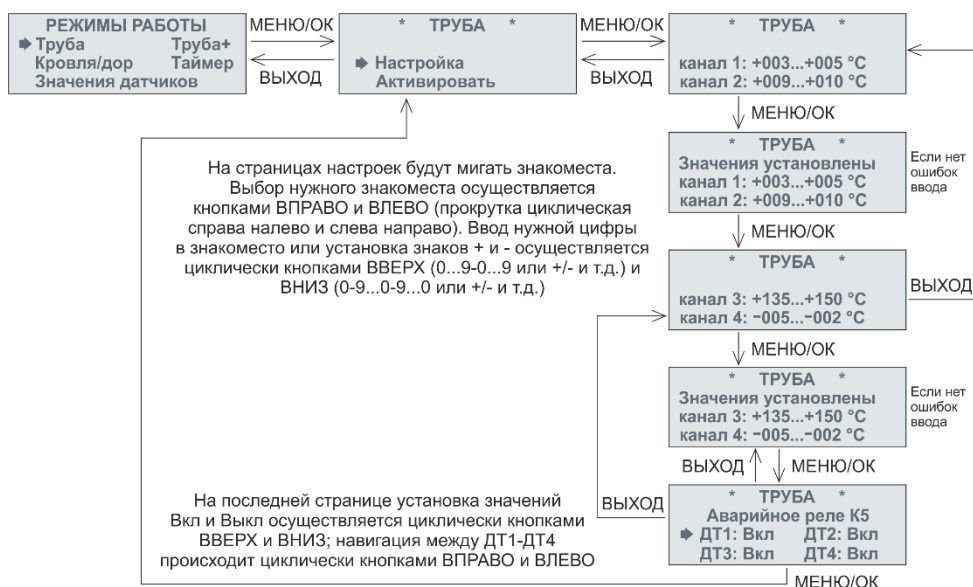 РЕЖИМЫ РАБОТЫ
Труба Труба+
Кровля/дор Таймер
Значения датчиков
МЕНЮ/ОК
ВЫХОД
* ТРУБА *
Настройка
Активировать
МЕНЮ/ОК
ВЫХОД
* ТРУБА *
канал 1: +003...+005 °C
канал 2: +009...+010 °C
МЕНЮ/ОК
* ТРУБА *
Значения установлены
канал 1: +003...+005 °C
канал 2: +009...+010 °C
Если нет
ошибок
ввода
МЕНЮ/ОК
На страницах настроек будут мигать знакоместа.
Выбор нужного знакоместа осуществляется
кнопками ВПРАВО и ВЛЕВО (прокрутка циклическая
справа налево и слева направо). Ввод нужной цифры
в знакоместо или установка знаков + и - осуществляется
циклически кнопками ВВЕРХ (0...9-0...9 или +/- и т.д.) и
ВНИЗ (0-9...0-9...0 или +/- и т.д.)
* ТРУБА *
канал 3: +135...+150 °C
канал 4: −005...−002 °C
ВЫХОД
МЕНЮ/ОК
* ТРУБА *
Значения установлены
канал 3: +135...+150 °C
канал 4: −005...−002 °C
Если нет
ошибок
ввода
ВЫХОД
МЕНЮ/ОК
На последней странице установка значений
Вкл и Выкл осуществляется циклически кнопками
ВВЕРХ и ВНИЗ; навигация между ДТ1-ДТ4
происходит циклически кнопками ВПРАВО и ВЛЕВО
ВЫХОД
* ТРУБА *
Аварийное реле К5
ДТ1: Вкл ДТ2: Вкл
ДТ3: Вкл ДТ4: Вкл
МЕНЮ/ОК